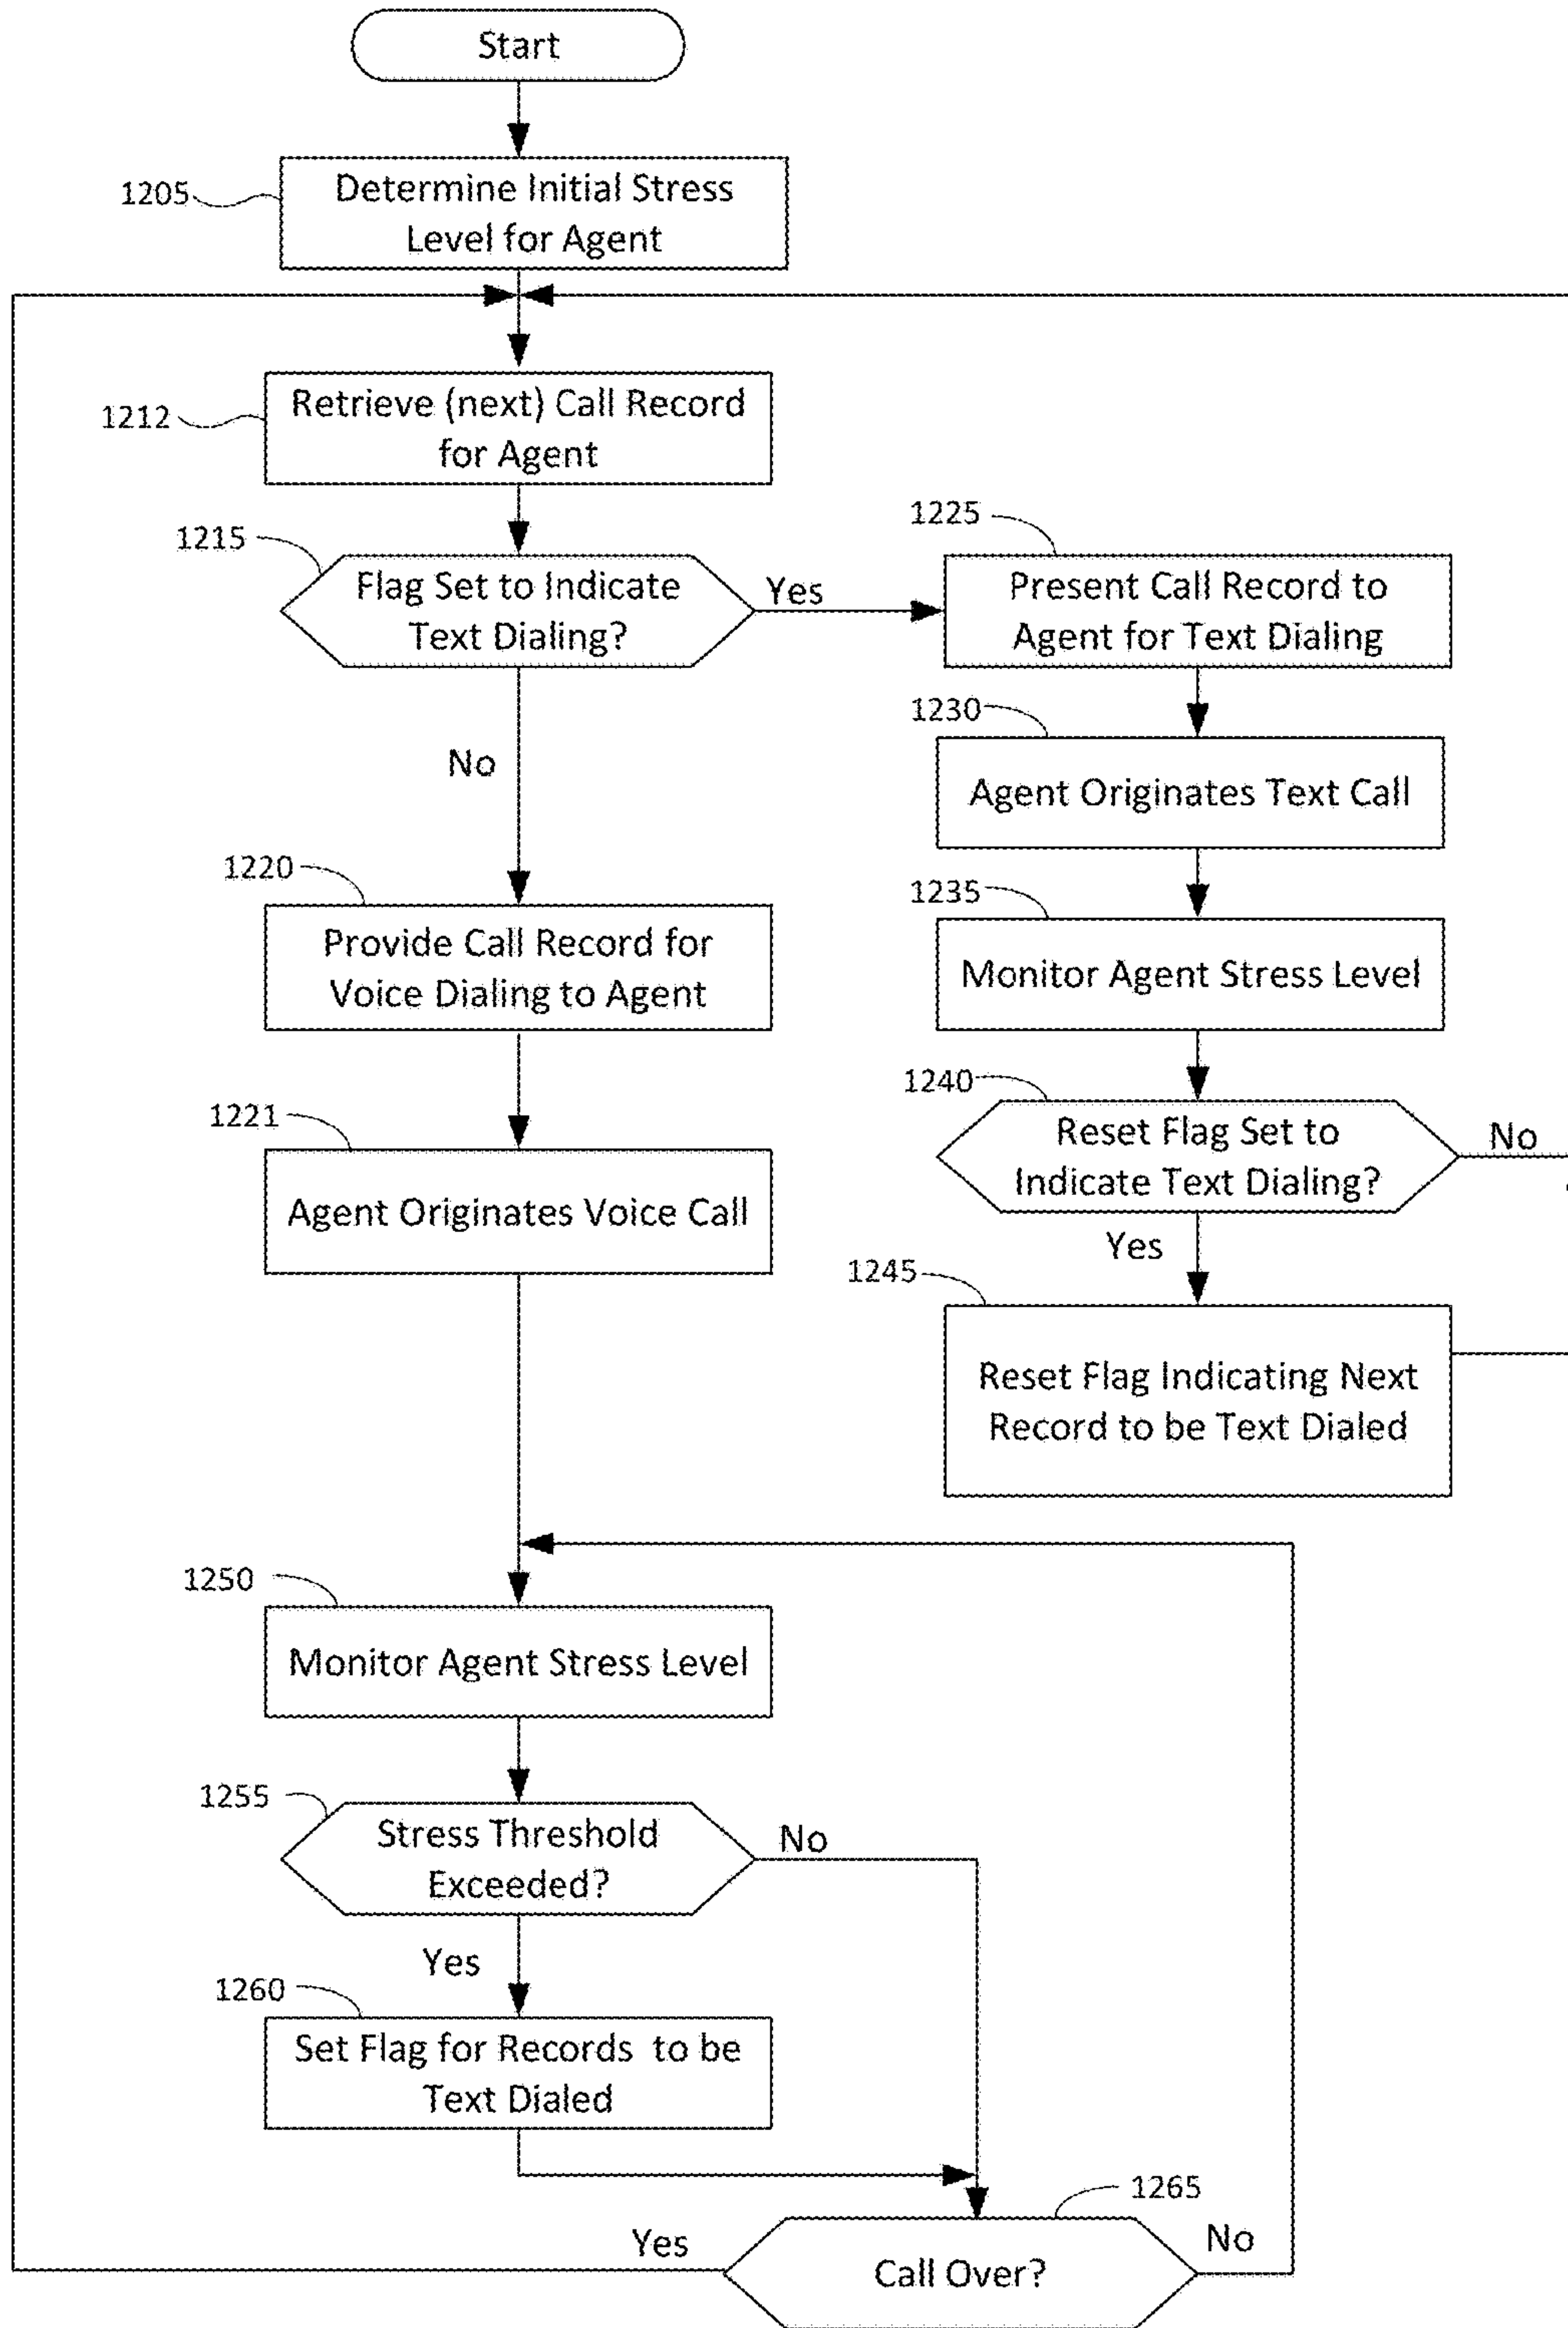 Start
1205
Determine Initial Stress
Level for Agent
1212
Retrieve (next) Call Record
for Agent
1215
Flag Set to Indicate
Text Dialing?
Yes
No
1225
Present Call Record to
Agent for Text Dialing
1230
Agent Originates Text Call
1235
Monitor Agent Stress Level
1240
Reset Flag Set to
Indicate Text Dialing?
No
Yes
1245
Reset Flag Indicating Next
Record to be Text Dialed
1220
Provide Call Record for
Voice Dialing to Agent
1221
Agent Originates Voice Call
1250
Monitor Agent Stress Level
1255
Stress Threshold
Exceeded?
No
Yes
1260
Set Flag for Records to be
Text Dialed
1265
Call Over?
Yes
No